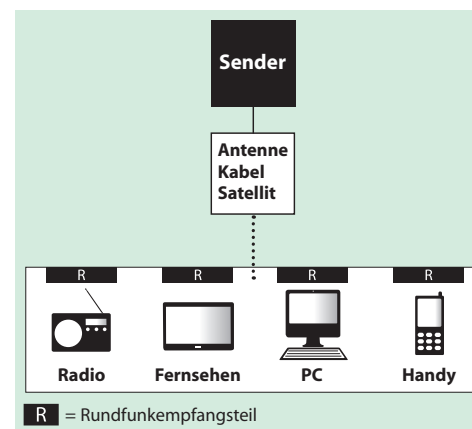 Sender
Antenne
Kabel
Satellit
R R R R
Radio Fernsehen PC Handy
R = Rundfunkempfangsteil